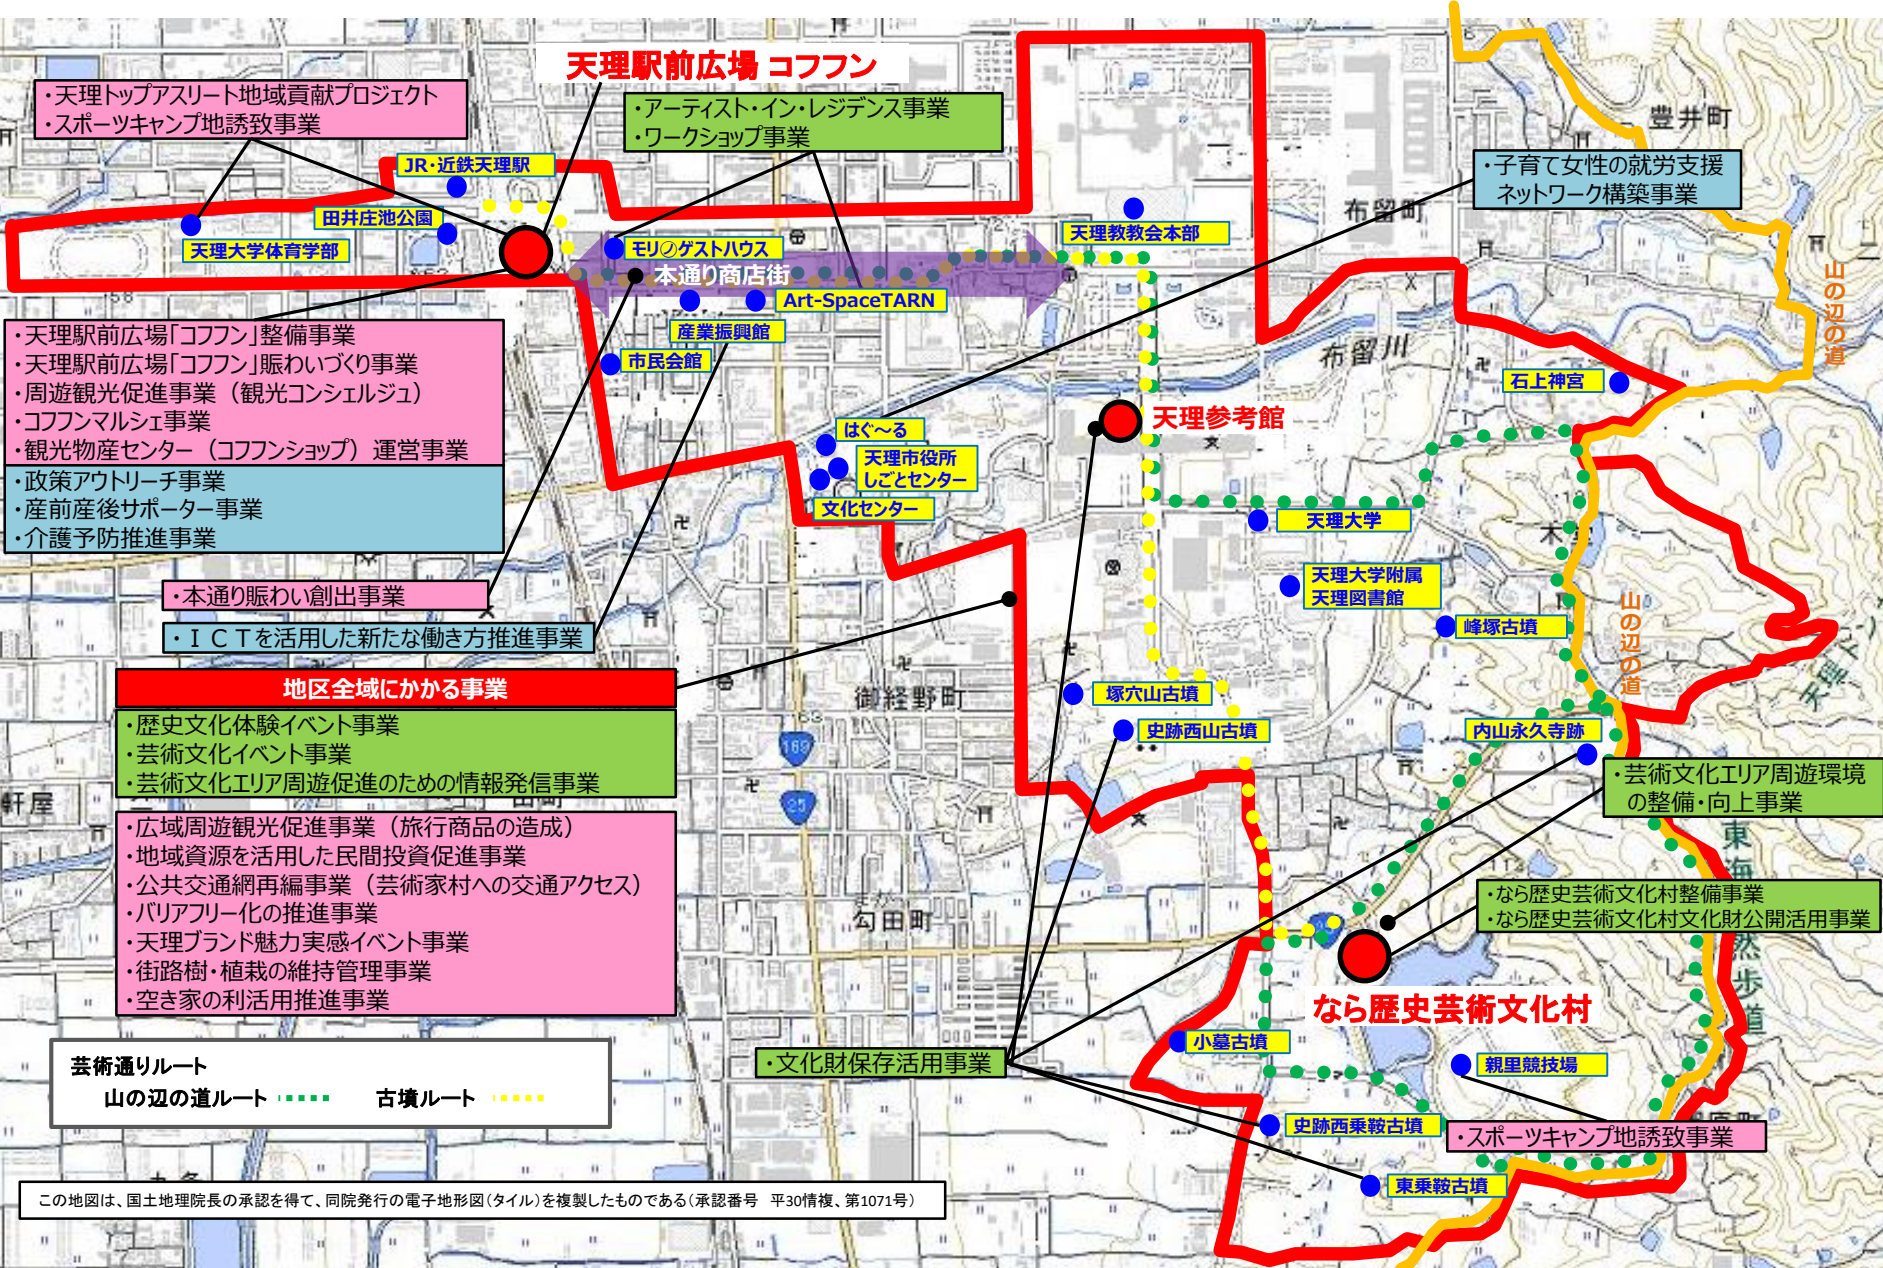 天理駅前広場 コフフン
・天理トップアスリート地域貢献プロジェクト
・スポーツキャンプ地誘致事業
・アーティスト・イン・レジデンス事業
・ワークショップ事業
豊井町
・子育て女性の就労支援
ネットワーク構築事業
JR・近鉄天理駅
田井庄池公園
天理大学体育学部
モリノゲストハウス
本通り商店街
Art-SpaceTARN
産業振興館
市民会館
天理教教会本部
布留町
山の辺の道
布留川
石上神宮
58
・天理駅前広場「コフフン」整備事業
・天理駅前広場「コフフン」賑わいづくり事業
・周遊観光促進事業（観光コンシェルジュ）
・コフフンマルシェ事業
・観光物産センター（コフフンショップ）運営事業
・政策アウトリーチ事業
・産前産後サポーター事業
・介護予防推進事業
はぐ～る
天理市役所
しごとセンター
文化センター
天理参考館
天理大学
天理大学附属
天理図書館
峰塚古墳
山の辺の道
・本通り賑わい創出事業
・ＩＣＴを活用した新たな働き方推進事業
地区全域にかかる事業
・歴史文化体験イベント事業
・芸術文化イベント事業
・芸術文化エリア周遊促進のための情報発信事業
・広域周遊観光促進事業（旅行商品の造成）
・地域資源を活用した民間投資促進事業
・公共交通網再編事業（芸術家村への交通アクセス）
・バリアフリー化の推進事業
・天理ブランド魅力実感イベント事業
・街路樹・植栽の維持管理事業
・空き家の利活用推進事業
御経野町
63
169
25
軒屋
勾田町
塚穴山古墳
史跡西山古墳
内山永久寺跡
・芸術文化エリア周遊環境
の整備・向上事業
・なら歴史芸術文化村整備事業
・なら歴史芸術文化村文化財公開活用事業
なら歴史芸術文化村
東海
然歩道
小墓古墳
親里競技場
・文化財保存活用事業
史跡西乗鞍古墳
・スポーツキャンプ地誘致事業
東乗鞍古墳
芸術通りルート
山の辺の道ルート
古墳ルート
この地図は、国土地理院長の承認を得て、同院発行の電子地形図（タイル）を複製したものである（承認番号　平30情複、第1071号）